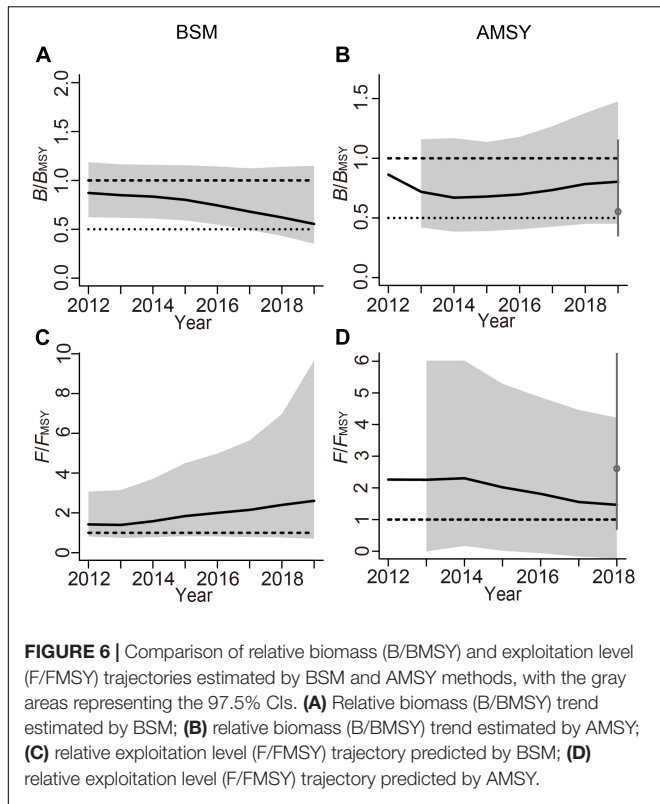 BSM
AMSY
A
B/BMSY
0.0 0.5 1.0 1.5 2.0
2012 2014 2016 2018
Year
B
B/BMSY
0.0 0.5 1.0 1.5
2012 2014 2016 2018
Year
C
F/FMSY
0 2 4 6 8 10
2012 2014 2016 2018
Year
D
F/FMSY
0 1 2 3 4 5 6
2012 2014 2016 2018
Year
FIGURE 6 | Comparison of relative biomass (B/BMSY) and exploitation level
(F/FMSY) trajectories estimated by BSM and AMSY methods, with the gray
areas representing the 97.5% CIs. (A) Relative biomass (B/BMSY) trend
estimated by BSM; (B) relative biomass (B/BMSY) trend estimated by AMSY;
(C) relative exploitation level (F/FMSY) trajectory predicted by BSM; (D)
relative exploitation level (F/FMSY) trajectory predicted by AMSY.